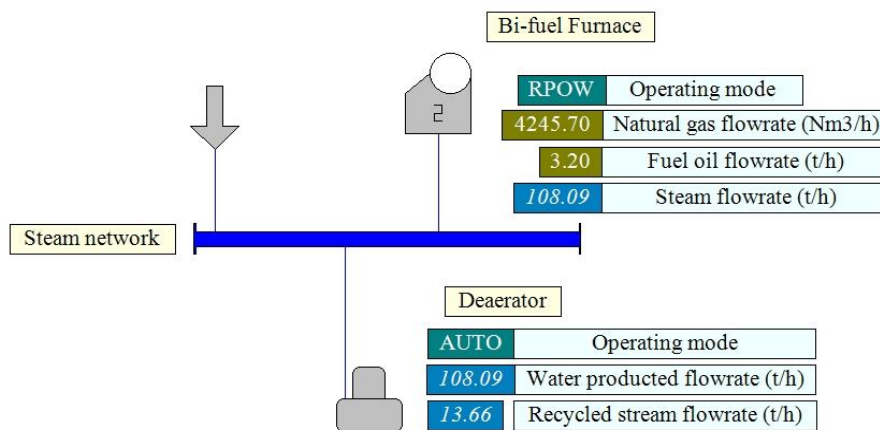 Bi-fuel Furnace
2
RPOW Operating mode
4245.70 Natural gas flowrate (Nm3/h)
3.20 Fuel oil flowrate (t/h)
108.09 Steam flowrate (t/h)
Steam network
Deaerator
AUTO Operating mode
108.09 Water producted flowrate (t/h)
13.66 Recycled stream flowrate (t/h)